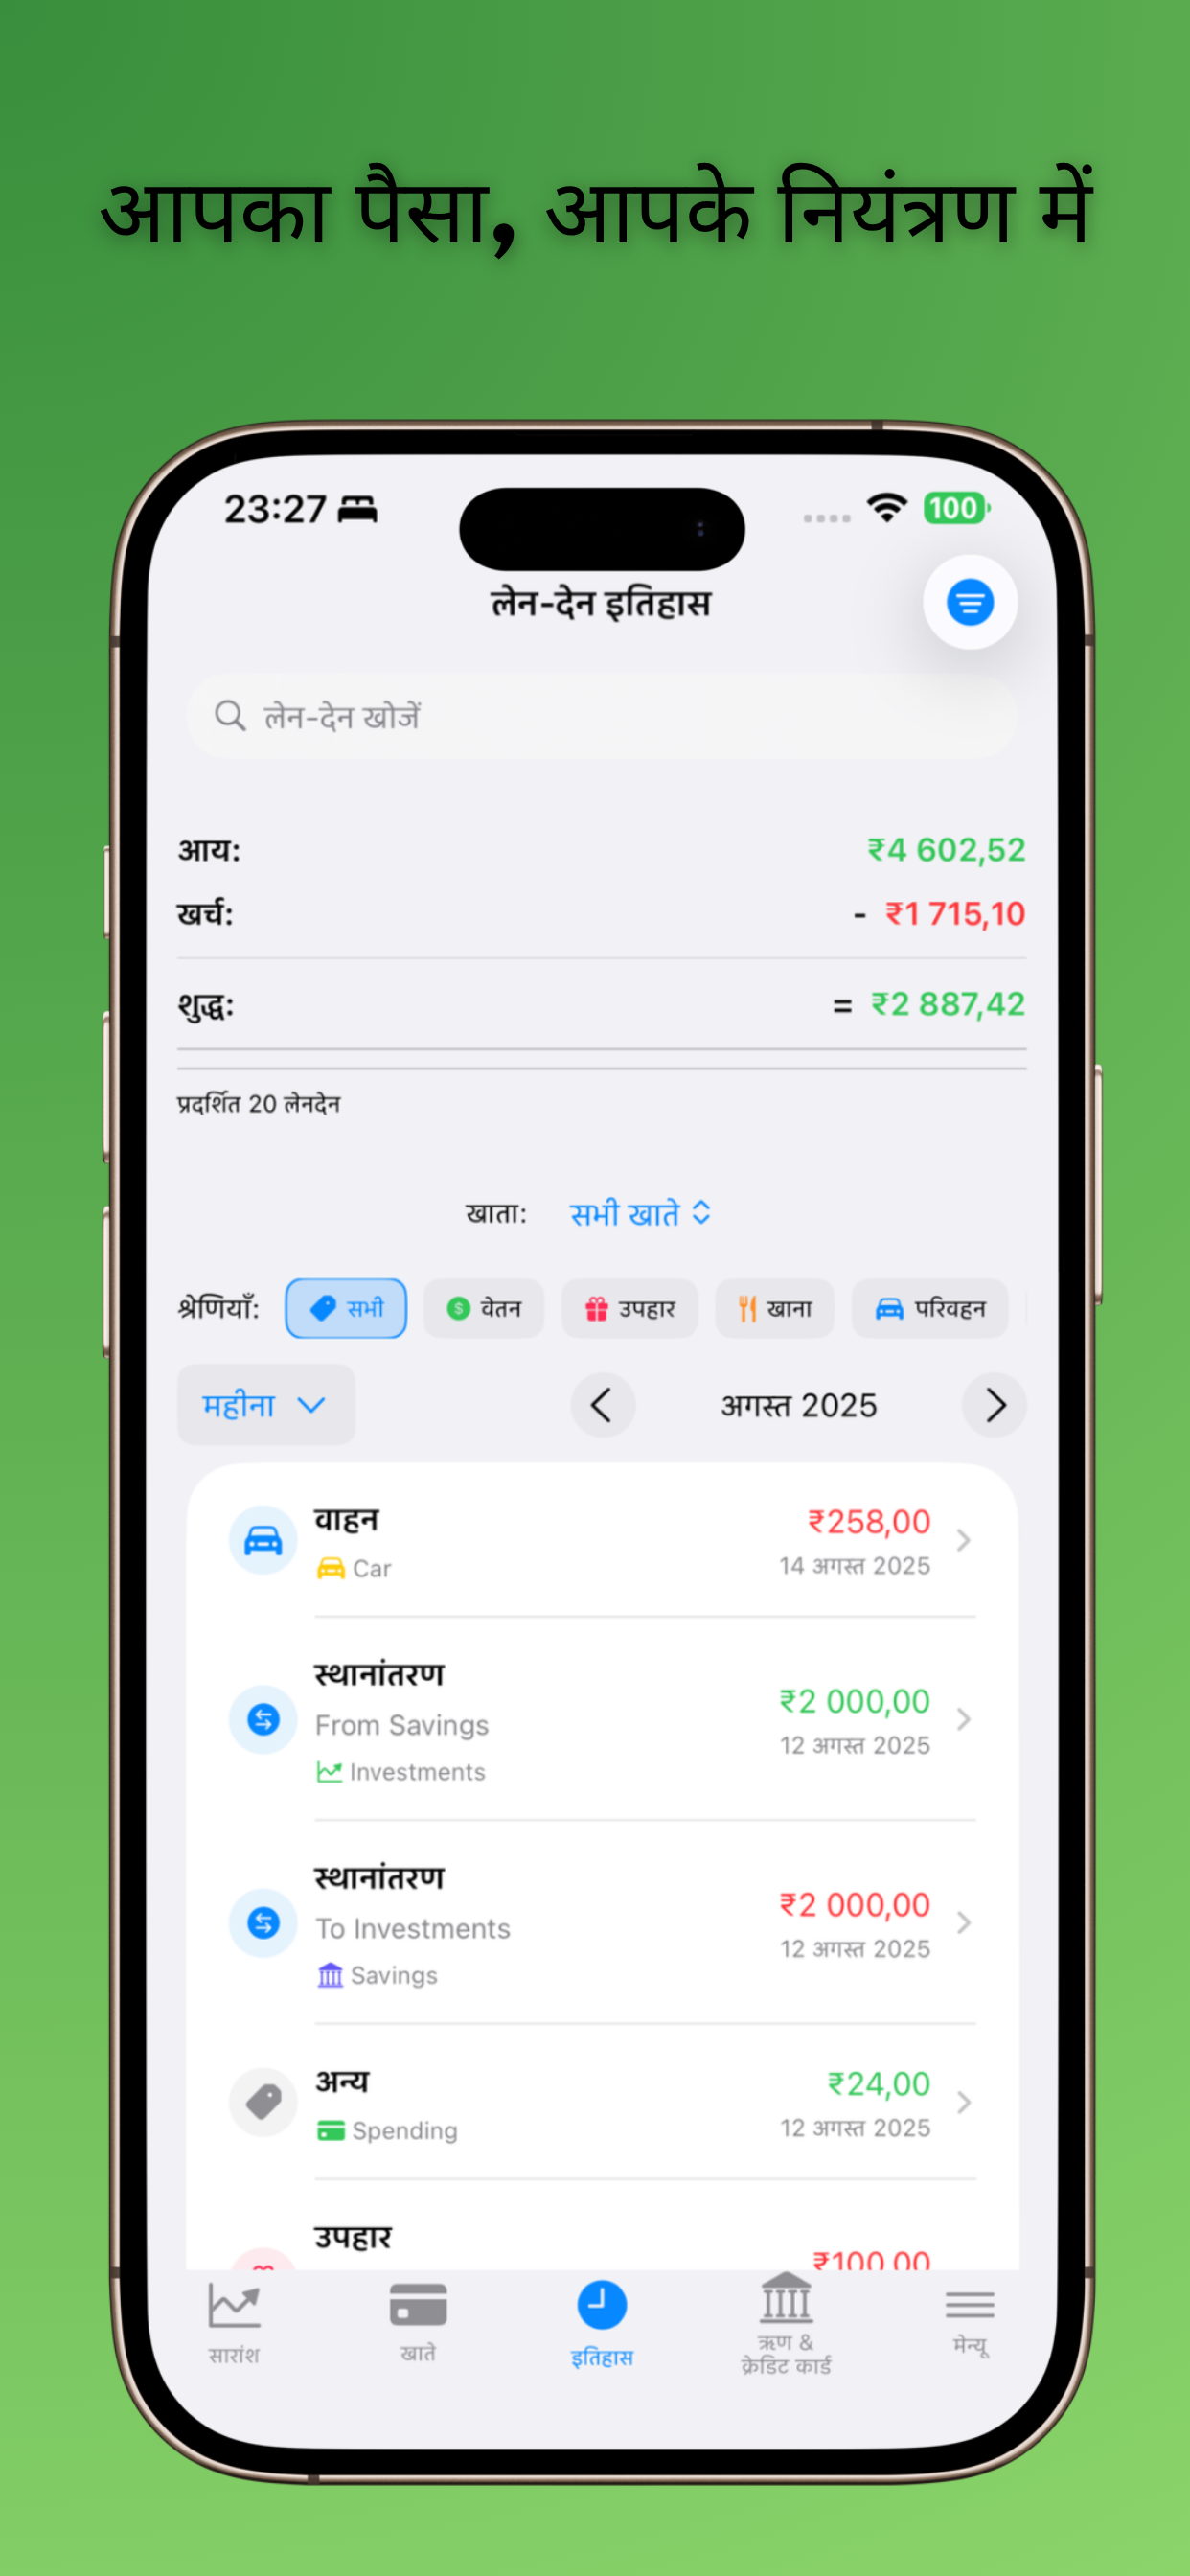 आपका पैसा, आपके नियंत्रण में
23:27
100
लेन-देन इतिहास
लेन-देन खोजें
आय: ₹4 602,52
खर्च: - ₹1 715,10
शुद्ध: = ₹2 887,42
प्रदर्शित 20 लेनदेन
खाता: सभी खाते
श्रेणियाँ: सभी वेतन उपहार खाना परिवहन
महीना अगस्त 2025
वाहन ₹258,00
Car 14 अगस्त 2025
स्थानांतरण
From Savings ₹2 000,00
Investments 12 अगस्त 2025
स्थानांतरण
To Investments ₹2 000,00
Savings 12 अगस्त 2025
अन्य ₹24,00
Spending 12 अगस्त 2025
उपहार
₹100,00
सारांश खाते इतिहास ऋण & क्रेडिट कार्ड मेन्यू